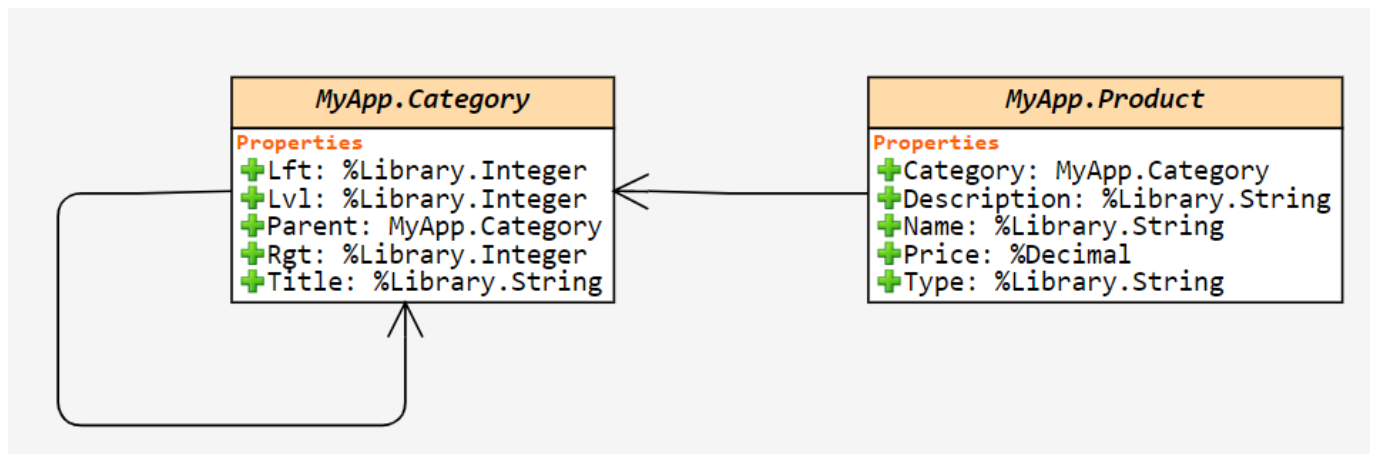 MyApp.Category
Properties
Lft: %Library.Integer
Lvl: %Library.Integer
Parent: MyApp.Category
Rgt: %Library.Integer
Title: %Library.String
MyApp.Product
Properties
Category: MyApp.Category
Description: %Library.String
Name: %Library.String
Price: %Decimal
Type: %Library.String